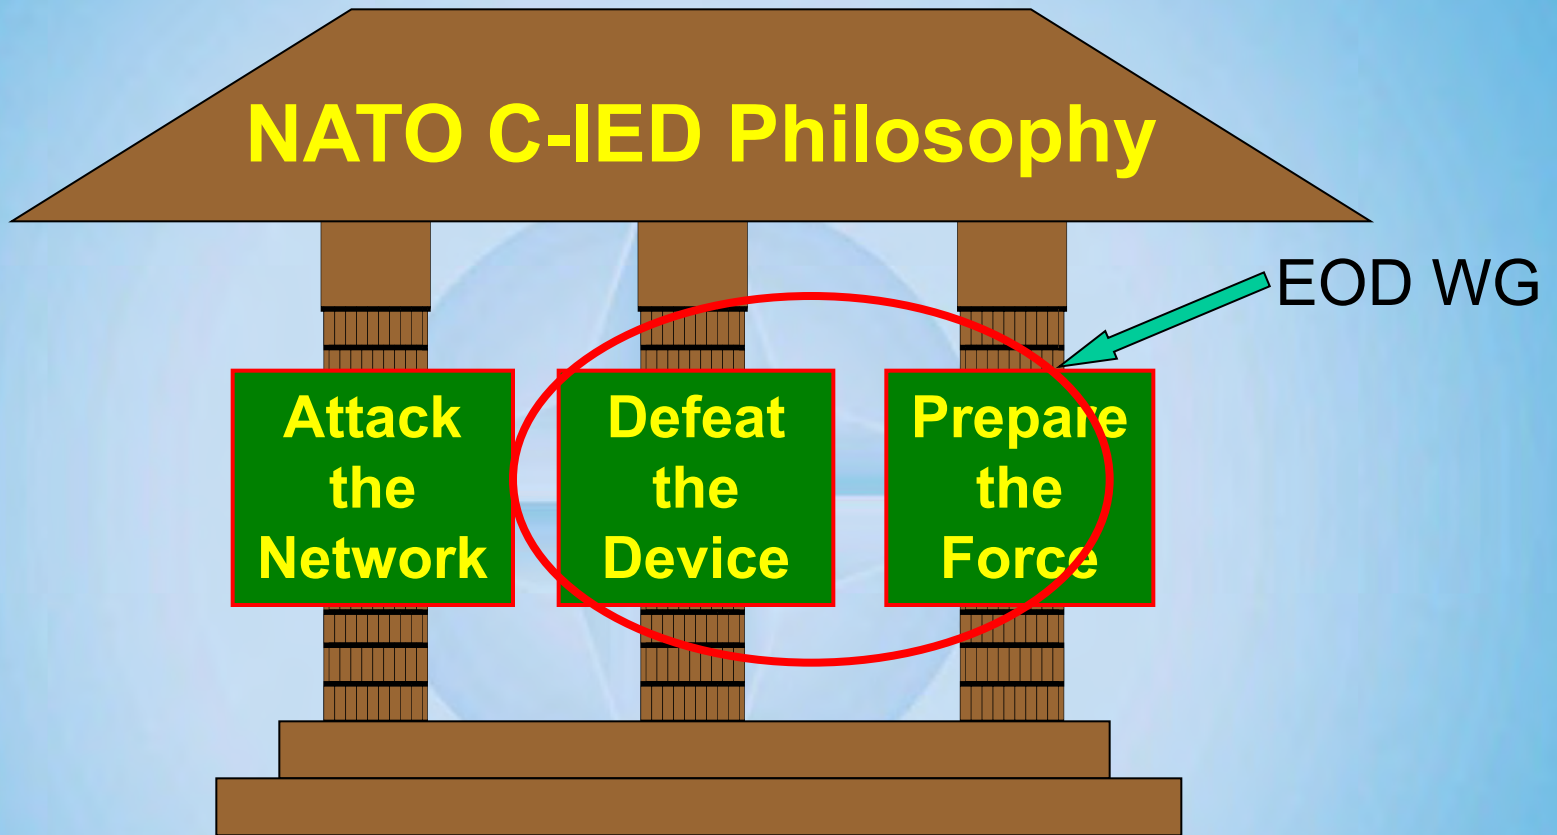 NATO C-IED Philosophy
EOD WG
Attack
the
Network
Defeat
the
Device
Prepare
the
Force